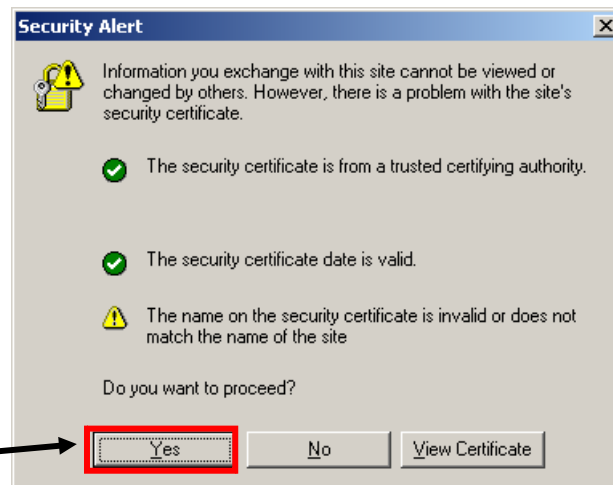 Security Alert
Information you exchange with this site cannot be viewed or
changed by others. However, there is a problem with the site's
security certificate.
The security certificate is from a trusted certifying authority.
The security certificate date is valid.
The name on the security certificate is invalid or does not
match the name of the site
Do you want to proceed?
Yes No View Certificate